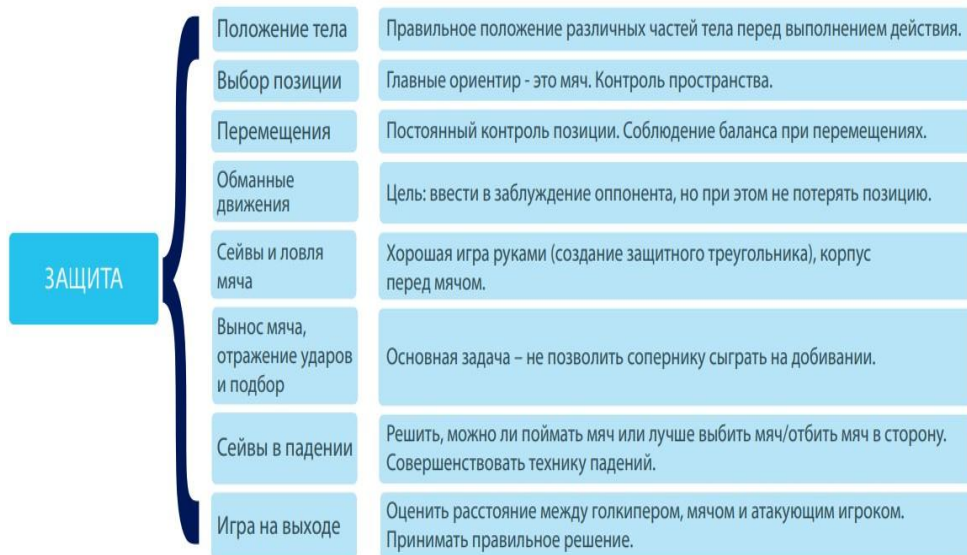 ЗАЩИТА
Положение тела
Правильное положение различных частей тела перед выполнением действия.
Выбор позиции
Главные ориентир - это мяч. Контроль пространства.
Перемещения
Постоянный контроль позиции. Соблюдение баланса при перемещениях.
Обманные
движения
Цель: ввести в заблуждение оппонента, но при этом не потерять позицию.
Сейвы и ловля
мяча
Хорошая игра руками (создание защитного треугольника), корпус
перед мячом.
Вынос мяча,
отражение ударов
и подбор
Основная задача – не позволить сопернику сыграть на добивании.
Сейвы в падении
Решить, можно ли поймать мяч или лучше выбить мяч/отбить мяч в сторону.
Совершенствовать технику падений.
Игра на выходе
Оценить расстояние между голкипером, мячом и атакующим игроком.
Принимать правильное решение.